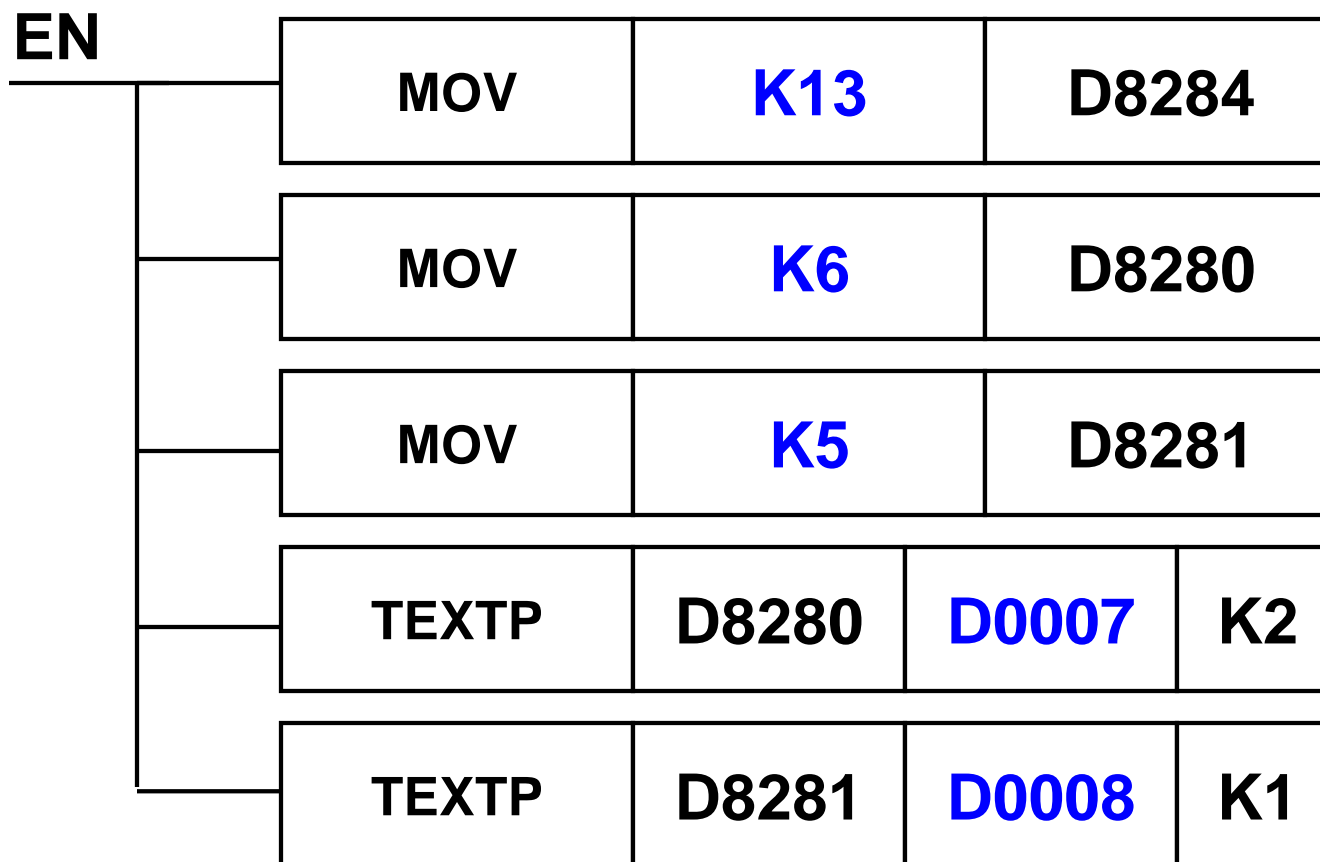 EN
MOV K13 D8284
MOV K6 D8280
MOV K5 D8281
TEXTP D8280 D0007 K2
TEXTP D8281 D0008 K1